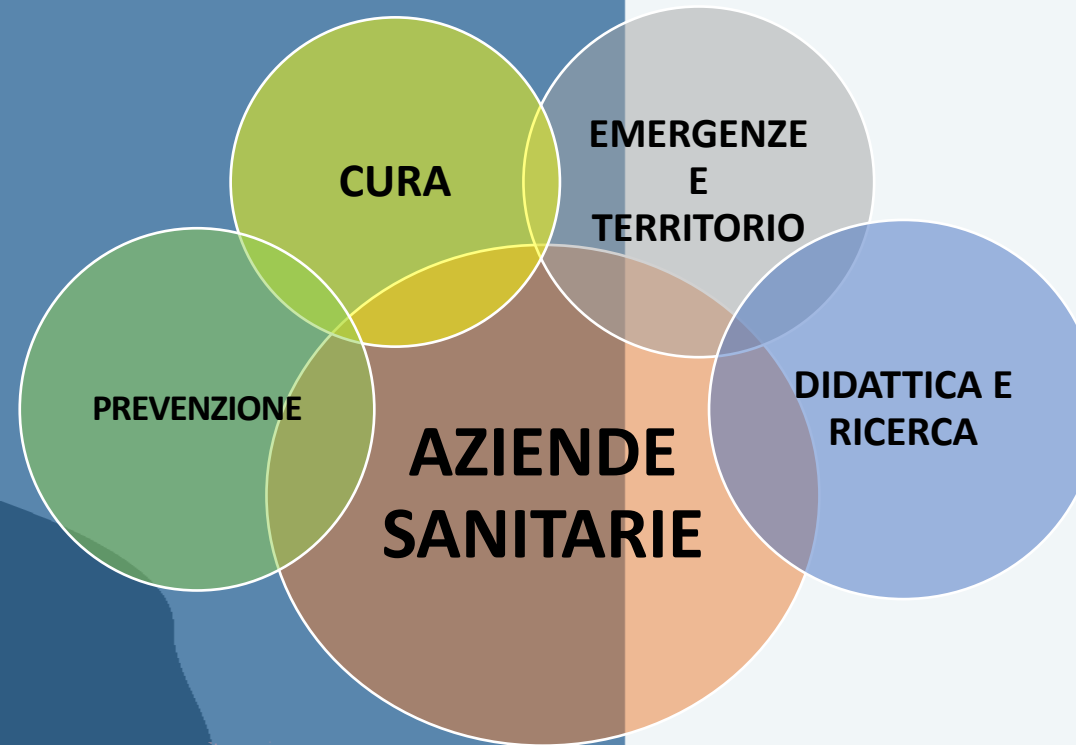 CURA
EMERGENZE
E
TERRITORIO
PREVENZIONE
DIDATTICA E
RICERCA
AZIENDE
SANITARIE